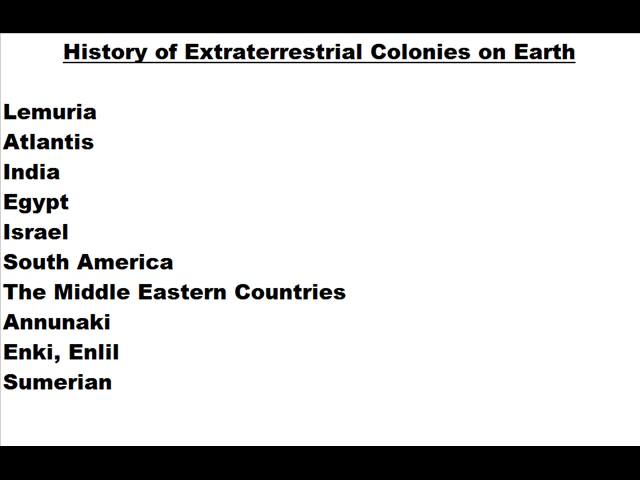 History of Extraterrestrial Colonies on Earth
Lemuria
Atlantis
India
Egypt
Israel
South America
The Middle Eastern Countries
Annunaki
Enki, Enlil
Sumerian